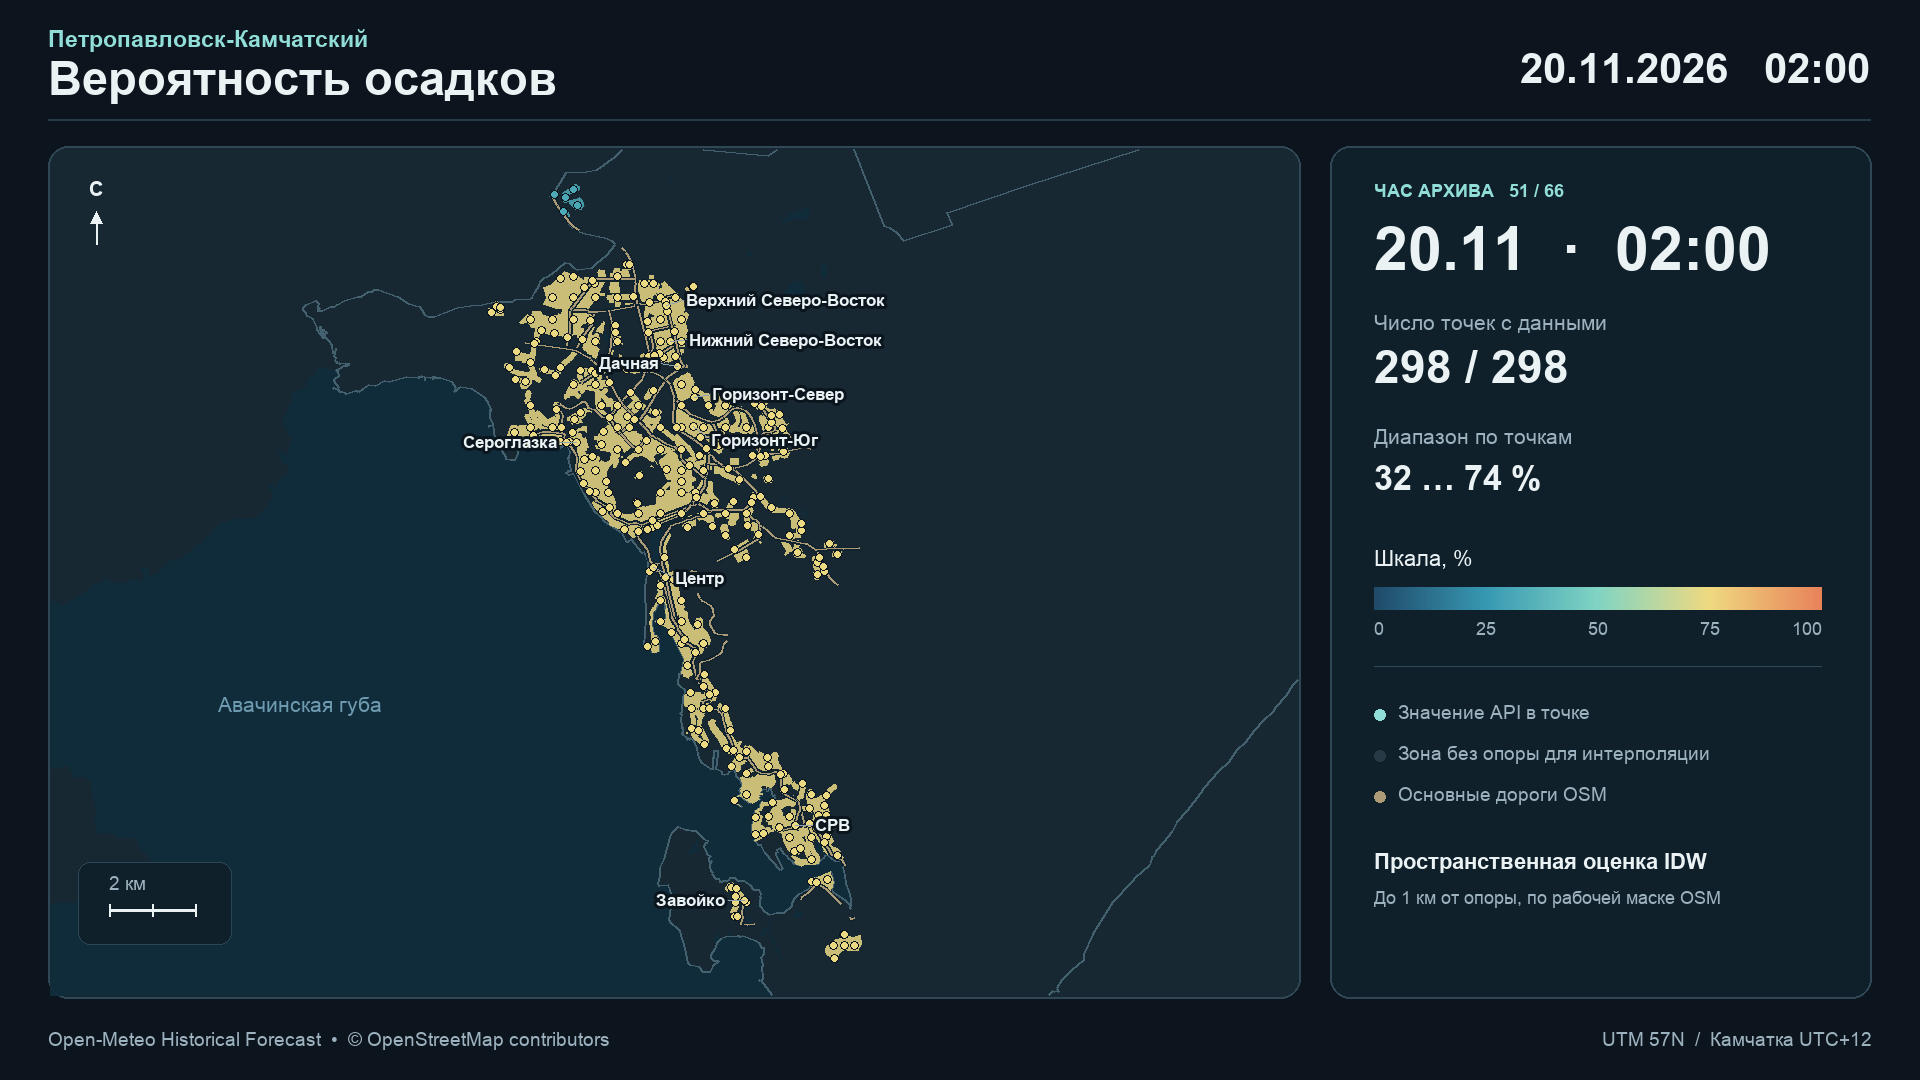 Петропавловск-Камчатский
Вероятность осадков
20.11.2026 02:00
С
Верхний Северо-Восток
Нижний Северо-Восток
Дачная
Горизонт-Север
Горизонт-Юг
Сероглазка
Центр
Авачинская губа
СРВ
Завойко
2 км
ЧАС АРХИВА 51 / 66
20.11 · 02:00
Число точек с данными
298 / 298
Диапазон по точкам
32 ... 74 %
Шкала, %
0 25 50 75 100
Значение API в точке
Зона без опоры для интерполяции
Основные дороги OSM
Пространственная оценка IDW
До 1 км от опоры, по рабочей маске OSM
Open-Meteo Historical Forecast • © OpenStreetMap contributors
UTM 57N / Камчатка UTC+12